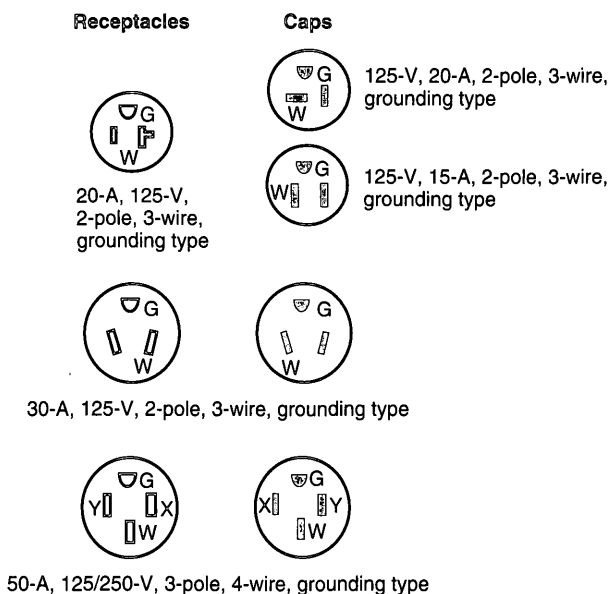 Receptacles
Caps
G
W
20-A, 125-V,
2-pole, 3-wire,
grounding type
G
W
125-V, 20-A, 2-pole, 3-wire,
grounding type
G
W
125-V, 15-A, 2-pole, 3-wire,
grounding type
G
W
G
W
30-A, 125-V, 2-pole, 3-wire, grounding type
G
Y
X
W
G
X
Y
W
50-A, 125/250-V, 3-pole, 4-wire, grounding type